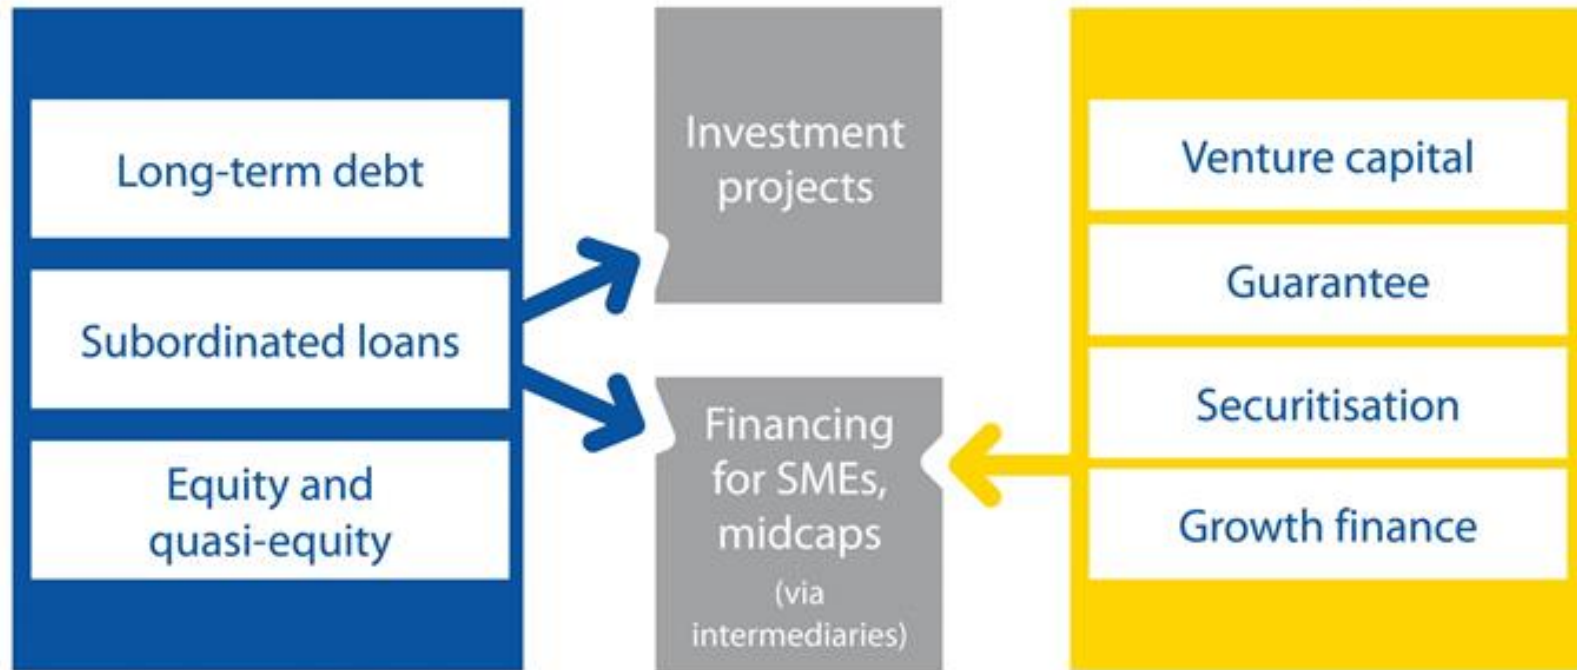 Long-term debt
Subordinated loans
Equity and
quasi-equity
Investment
projects
Financing
for SMEs,
midcaps
(via
intermediaries)
Venture capital
Guarantee
Securitisation
Growth finance